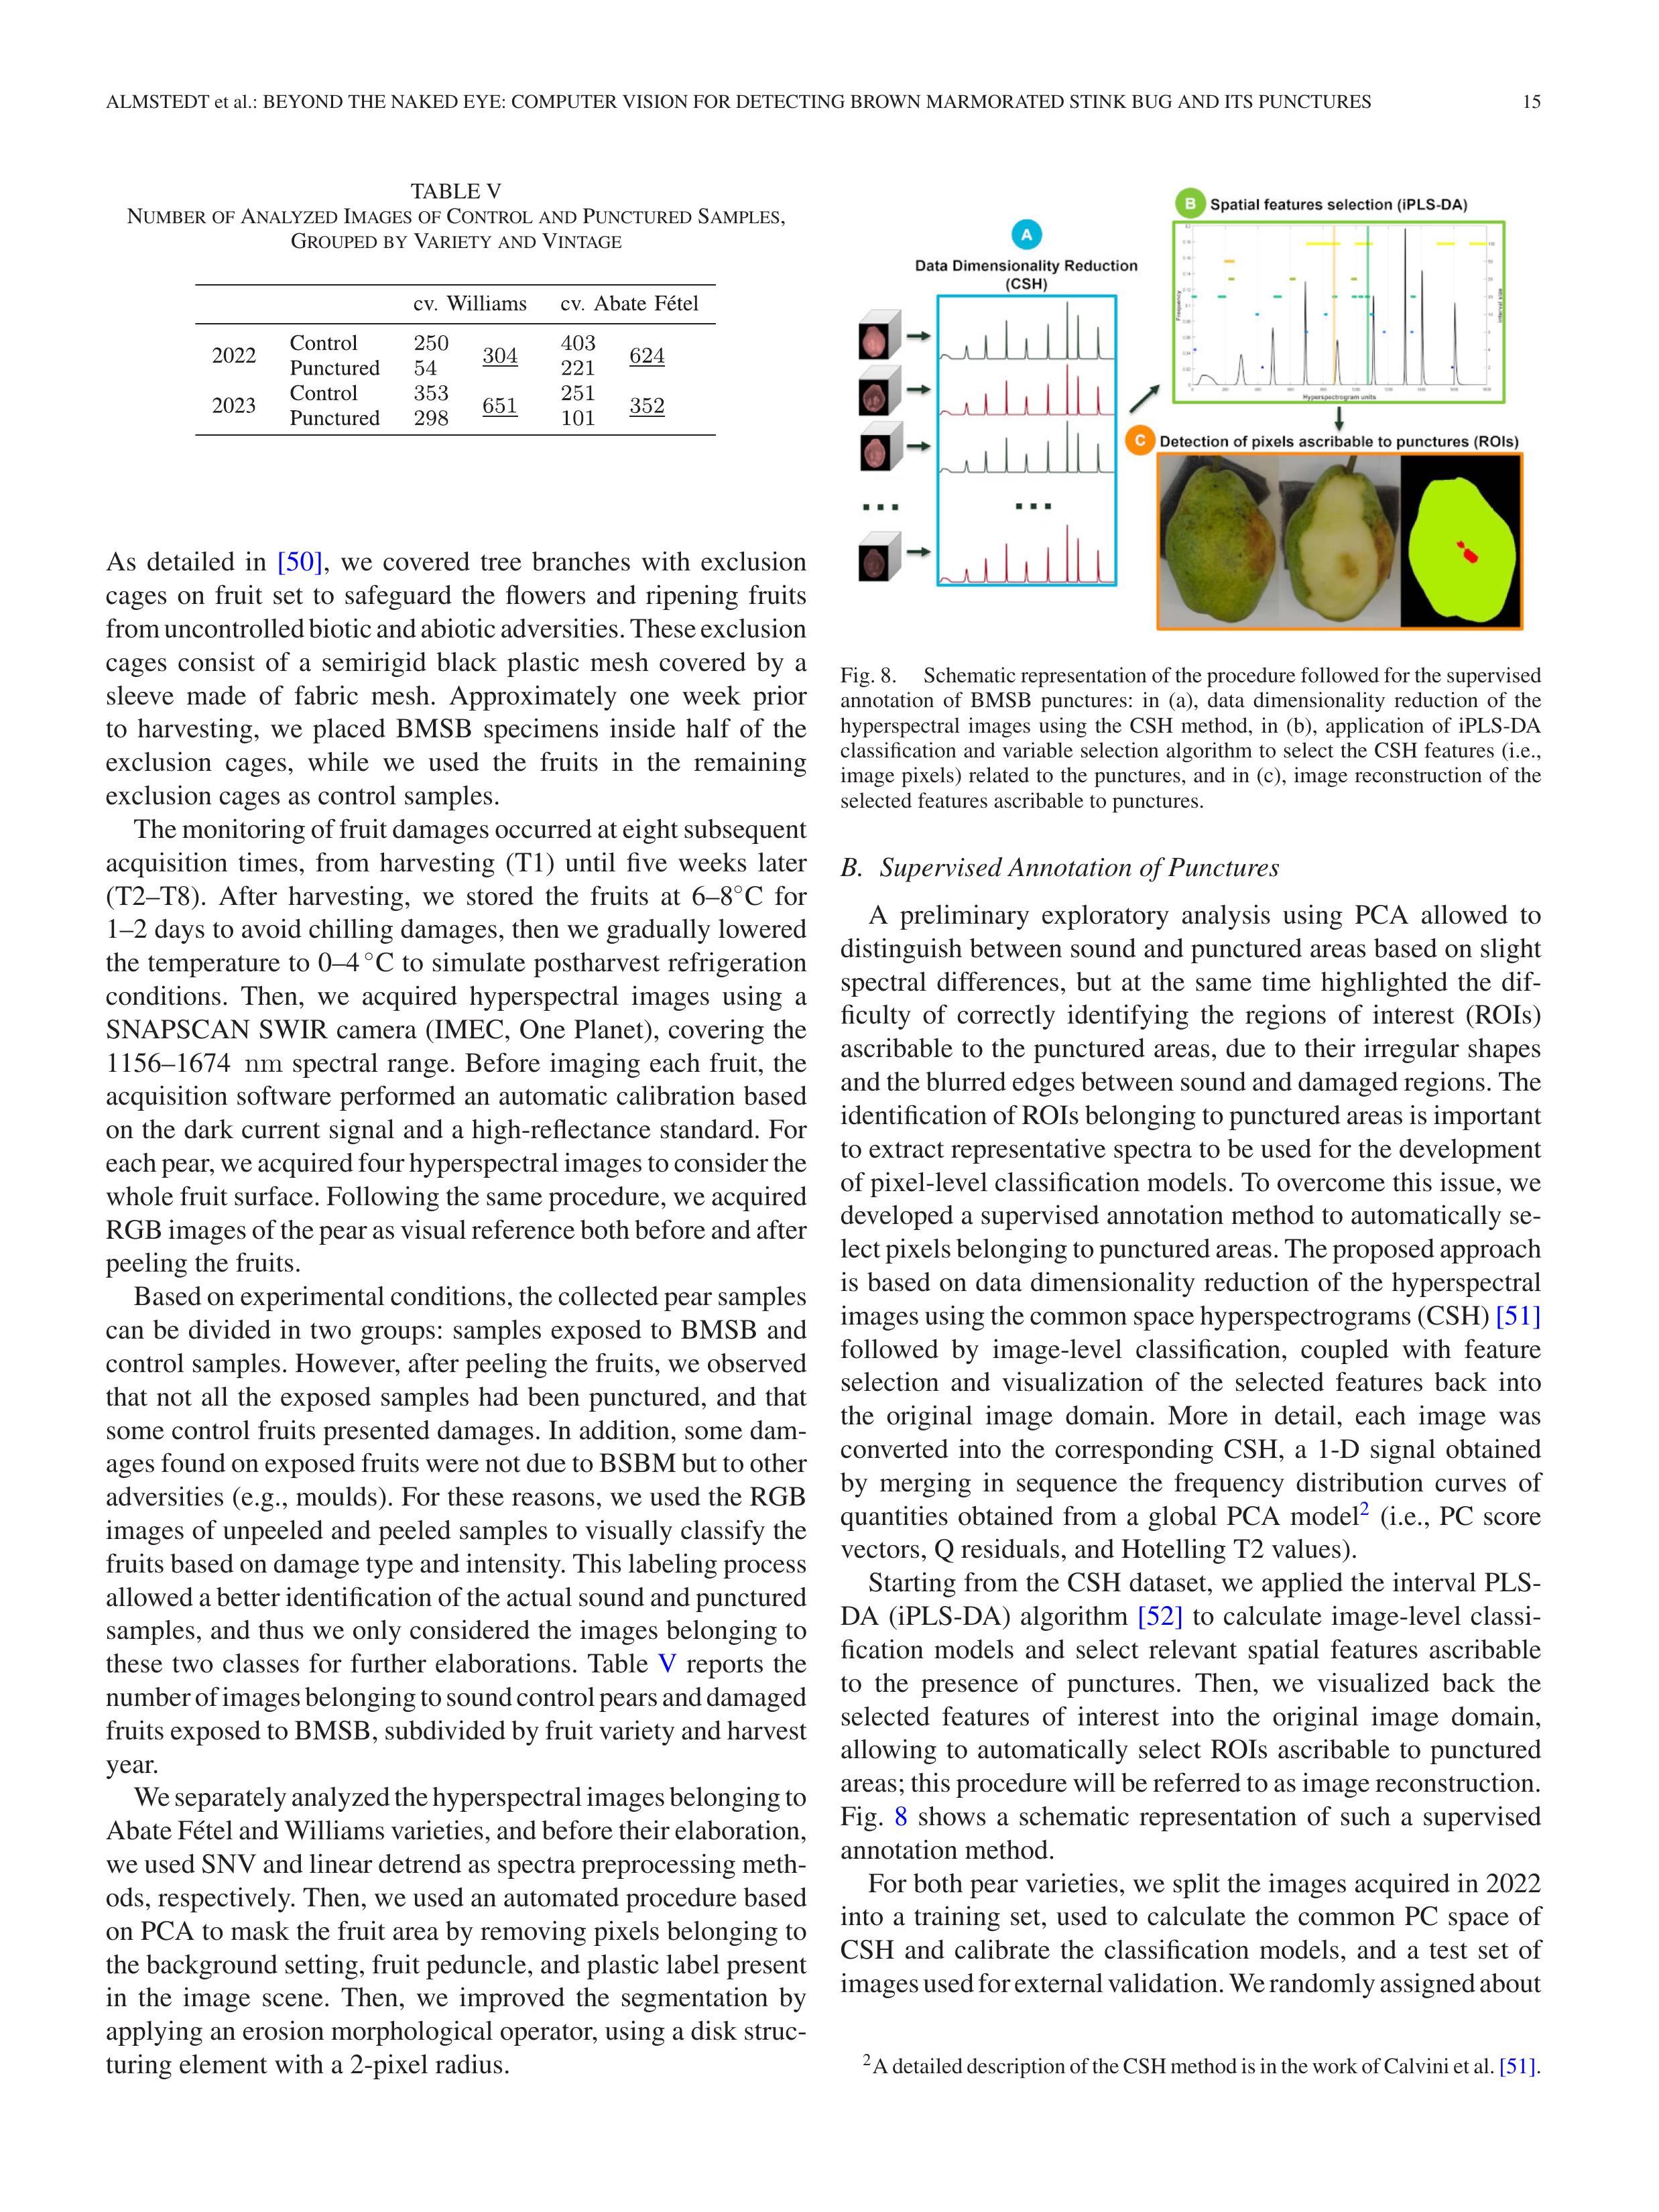 ALMSTEDT et al.: BEYOND THE NAKED EYE: COMPUTER VISION FOR DETECTING BROWN MARMORATED STINK BUG AND ITS PUNCTURES 15
TABLE V
NUMBER OF ANALYZED IMAGES OF CONTROL AND PUNCTURED SAMPLES,
GROUPED BY VARIETY AND VINTAGE
cv. Williams cv. Abate Fétel
2022 Control 250 304 403 624
Punctured 54 221
2023 Control 353 651 251 352
Punctured 298 101
As detailed in [50], we covered tree branches with exclusion
cages on fruit set to safeguard the flowers and ripening fruits
from uncontrolled biotic and abiotic adversities. These exclusion
cages consist of a semirigid black plastic mesh covered by a
sleeve made of fabric mesh. Approximately one week prior
to harvesting, we placed BMSB specimens inside half of the
exclusion cages, while we used the fruits in the remaining
exclusion cages as control samples.
The monitoring of fruit damages occurred at eight subsequent
acquisition times, from harvesting (T1) until five weeks later
(T2–T8). After harvesting, we stored the fruits at 6–8°C for
1–2 days to avoid chilling damages, then we gradually lowered
the temperature to 0–4 °C to simulate postharvest refrigeration
conditions. Then, we acquired hyperspectral images using a
SNAPSCAN SWIR camera (IMEC, One Planet), covering the
1156–1674 nm spectral range. Before imaging each fruit, the
acquisition software performed an automatic calibration based
on the dark current signal and a high-reflectance standard. For
each pear, we acquired four hyperspectral images to consider the
whole fruit surface. Following the same procedure, we acquired
RGB images of the pear as visual reference both before and after
peeling the fruits.
Based on experimental conditions, the collected pear samples
can be divided in two groups: samples exposed to BMSB and
control samples. However, after peeling the fruits, we observed
that not all the exposed samples had been punctured, and that
some control fruits presented damages. In addition, some dam-
ages found on exposed fruits were not due to BSBM but to other
adversities (e.g., moulds). For these reasons, we used the RGB
images of unpeeled and peeled samples to visually classify the
fruits based on damage type and intensity. This labeling process
allowed a better identification of the actual sound and punctured
samples, and thus we only considered the images belonging to
these two classes for further elaborations. Table V reports the
number of images belonging to sound control pears and damaged
fruits exposed to BMSB, subdivided by fruit variety and harvest
year.
We separately analyzed the hyperspectral images belonging to
Abate Fétel and Williams varieties, and before their elaboration,
we used SNV and linear detrend as spectra preprocessing meth-
ods, respectively. Then, we used an automated procedure based
on PCA to mask the fruit area by removing pixels belonging to
the background setting, fruit peduncle, and plastic label present
in the image scene. Then, we improved the segmentation by
applying an erosion morphological operator, using a disk struc-
turing element with a 2-pixel radius.
A
Data Dimensionality Reduction
(CSH)
B Spatial features selection (iPLS-DA)
Frequency
Hyperspectrogram units
Interval size
C Detection of pixels ascribable to punctures (ROIs)
Fig. 8. Schematic representation of the procedure followed for the supervised
annotation of BMSB punctures: in (a), data dimensionality reduction of the
hyperspectral images using the CSH method, in (b), application of iPLS-DA
classification and variable selection algorithm to select the CSH features (i.e.,
image pixels) related to the punctures, and in (c), image reconstruction of the
selected features ascribable to punctures.
B. Supervised Annotation of Punctures
A preliminary exploratory analysis using PCA allowed to
distinguish between sound and punctured areas based on slight
spectral differences, but at the same time highlighted the dif-
ficulty of correctly identifying the regions of interest (ROIs)
ascribable to the punctured areas, due to their irregular shapes
and the blurred edges between sound and damaged regions. The
identification of ROIs belonging to punctured areas is important
to extract representative spectra to be used for the development
of pixel-level classification models. To overcome this issue, we
developed a supervised annotation method to automatically se-
lect pixels belonging to punctured areas. The proposed approach
is based on data dimensionality reduction of the hyperspectral
images using the common space hyperspectrograms (CSH) [51]
followed by image-level classification, coupled with feature
selection and visualization of the selected features back into
the original image domain. More in detail, each image was
converted into the corresponding CSH, a 1-D signal obtained
by merging in sequence the frequency distribution curves of
quantities obtained from a global PCA model2 (i.e., PC score
vectors, Q residuals, and Hotelling T2 values).
Starting from the CSH dataset, we applied the interval PLS-
DA (iPLS-DA) algorithm [52] to calculate image-level classi-
fication models and select relevant spatial features ascribable
to the presence of punctures. Then, we visualized back the
selected features of interest into the original image domain,
allowing to automatically select ROIs ascribable to punctured
areas; this procedure will be referred to as image reconstruction.
Fig. 8 shows a schematic representation of such a supervised
annotation method.
For both pear varieties, we split the images acquired in 2022
into a training set, used to calculate the common PC space of
CSH and calibrate the classification models, and a test set of
images used for external validation. We randomly assigned about
2A detailed description of the CSH method is in the work of Calvini et al. [51].